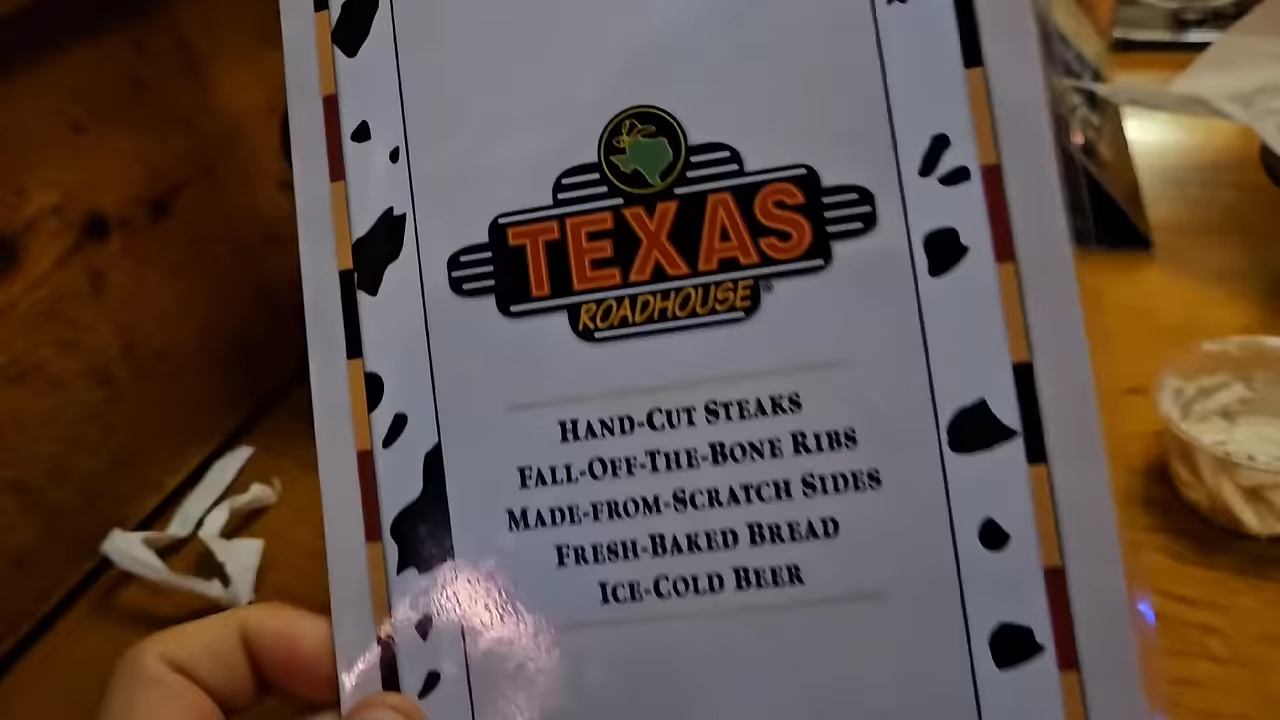 TEXAS
ROADHOUSE®
HAND-CUT STEAKS
FALL-OFF-THE-BONE RIBS
MADE-FROM-SCRATCH SIDES
FRESH-BAKED BREAD
ICE-COLD BEER